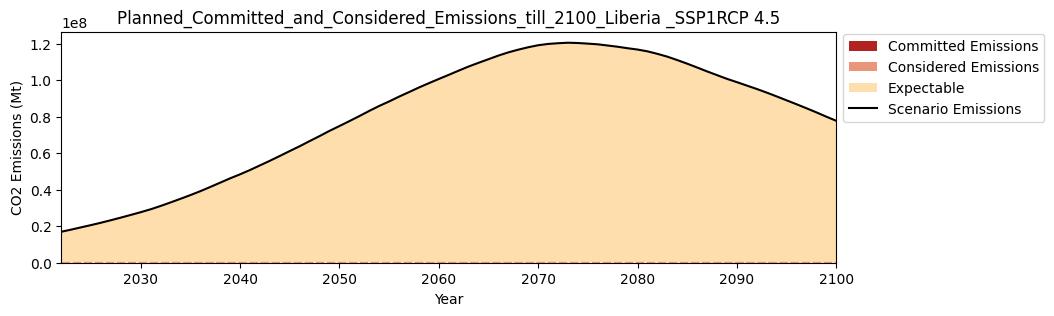 Planned_Committed_and_Considered_Emissions_till_2100_Liberia _SSP1RCP 4.5
1e8
1.2
1.0
0.8
0.6
0.4
0.2
0.0
CO2 Emissions (Mt)
2030 2040 2050 2060 2070 2080 2090 2100
Year
Committed Emissions
Considered Emissions
Expectable
Scenario Emissions